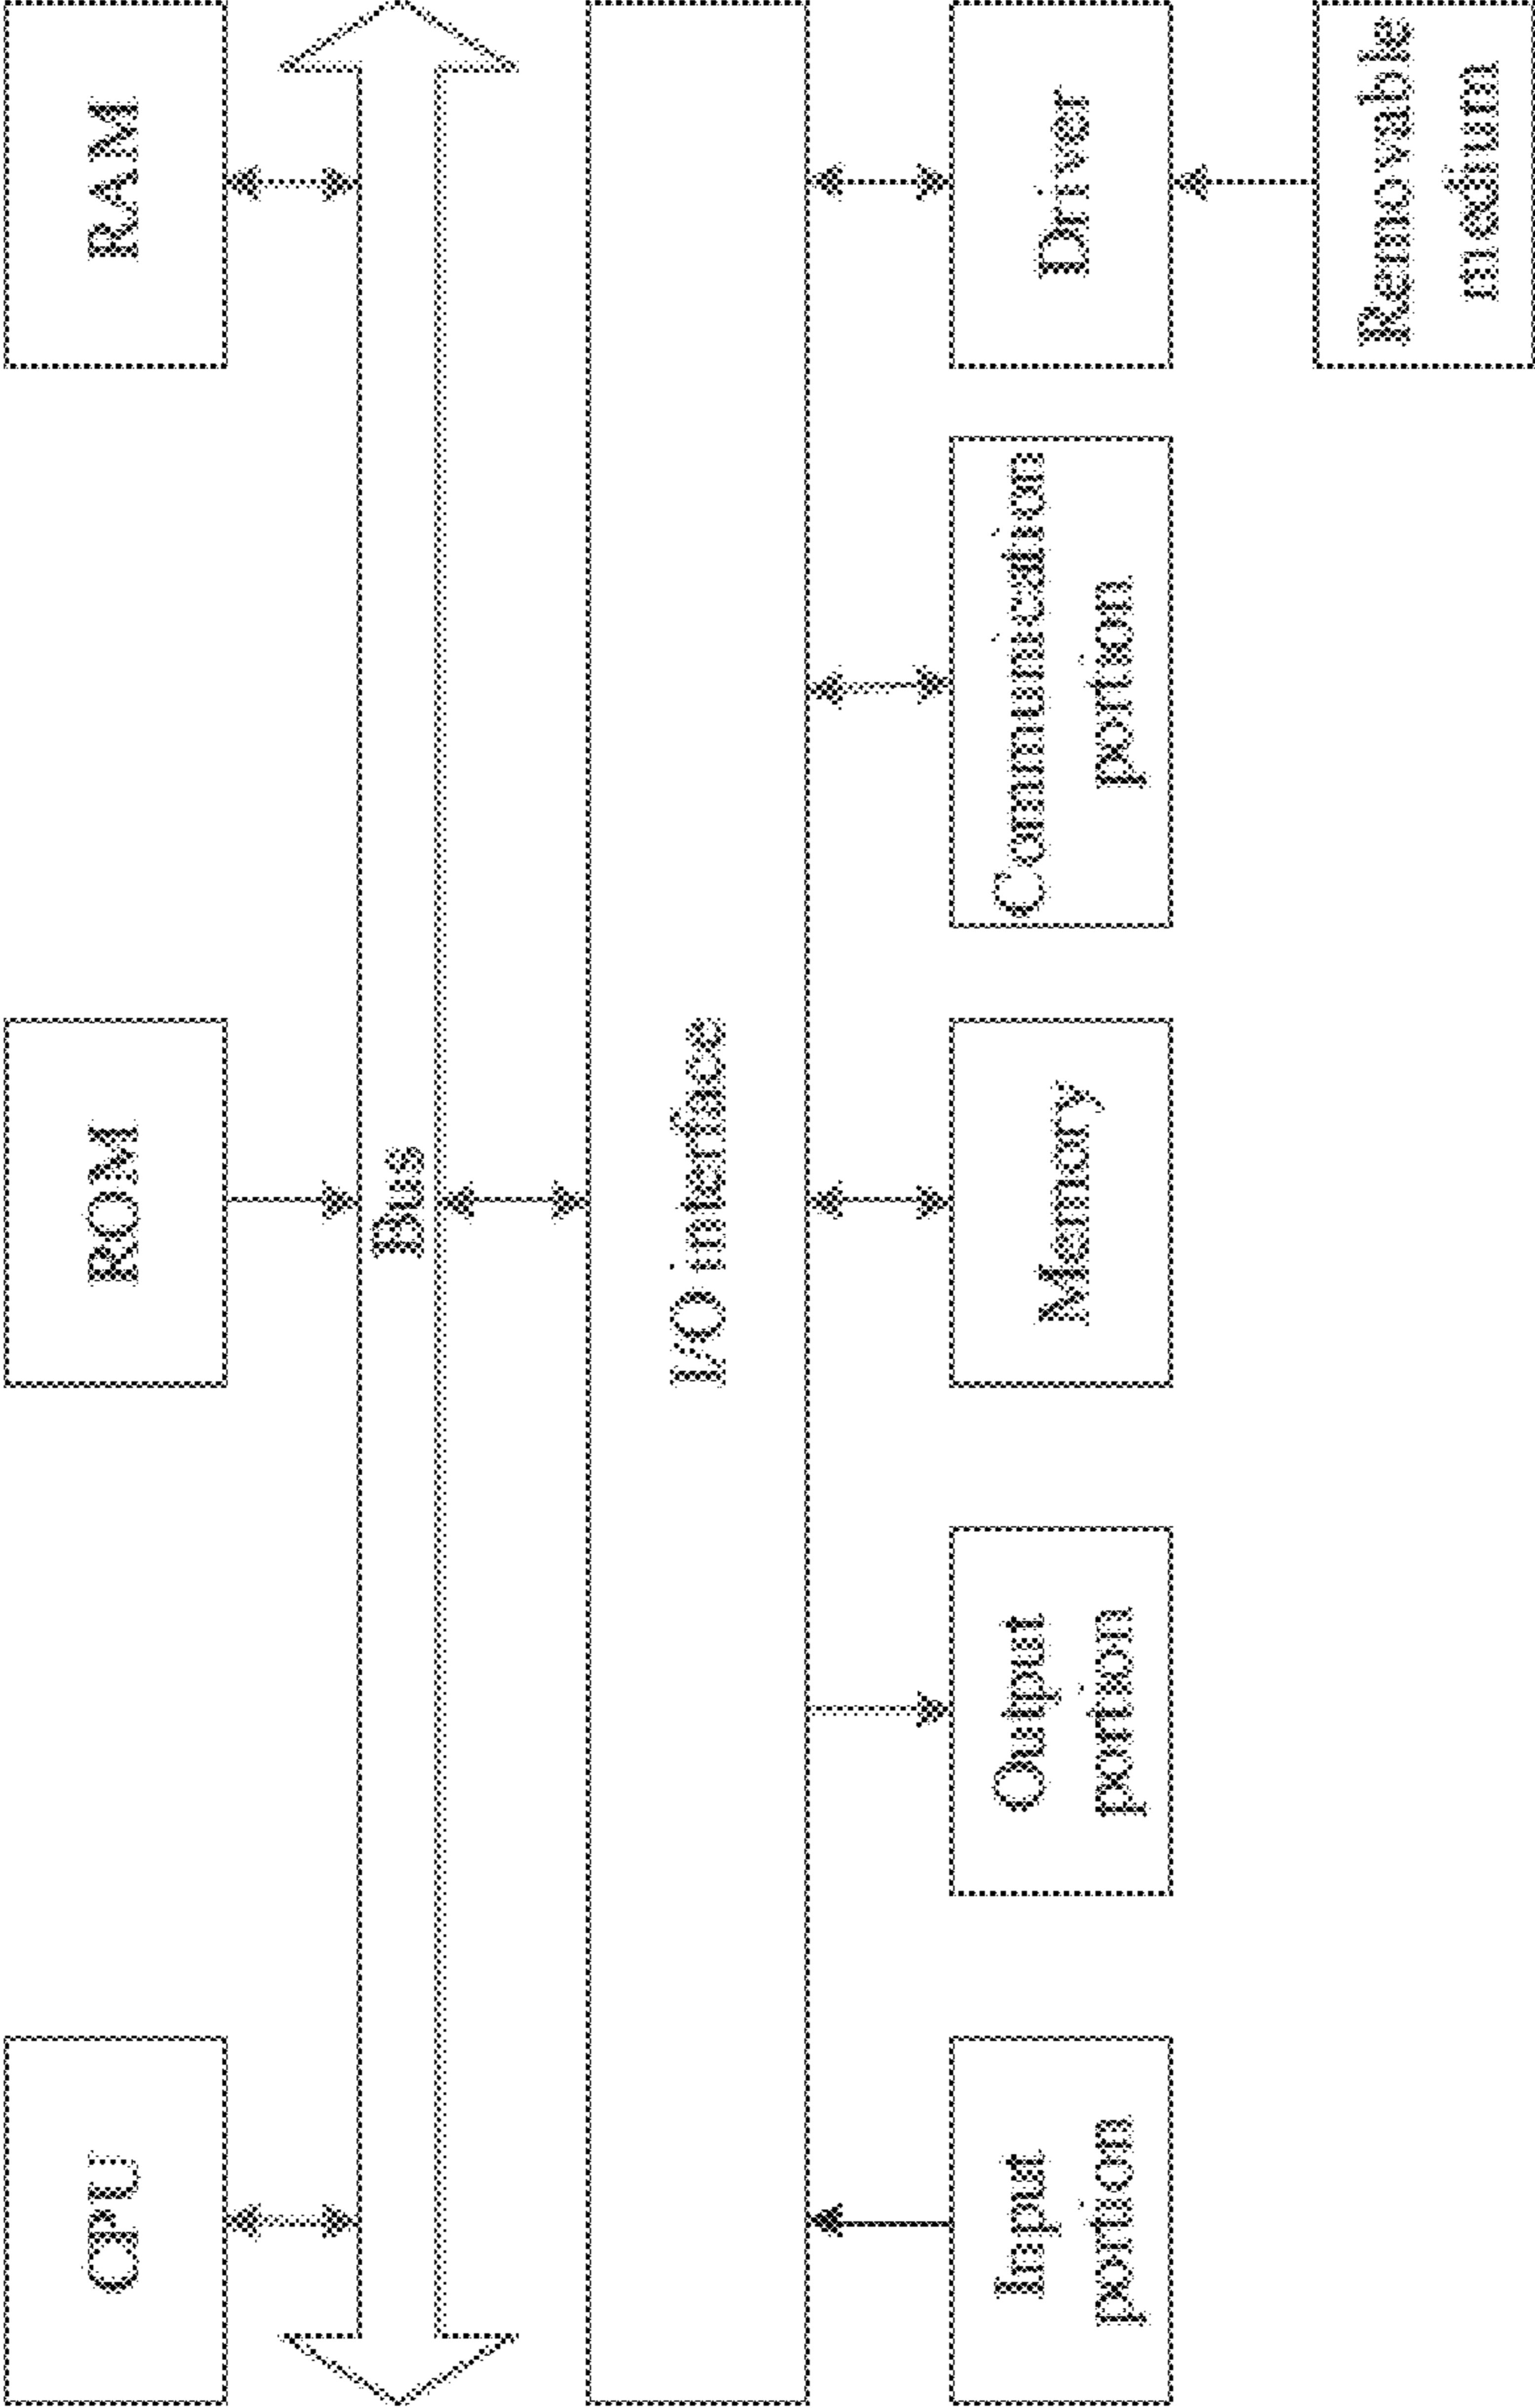 CPU
ROM
RAM
Bus
I/O interface
Input
portion
Output
portion
Memory
Communication
portion
Driver
Removable
medium